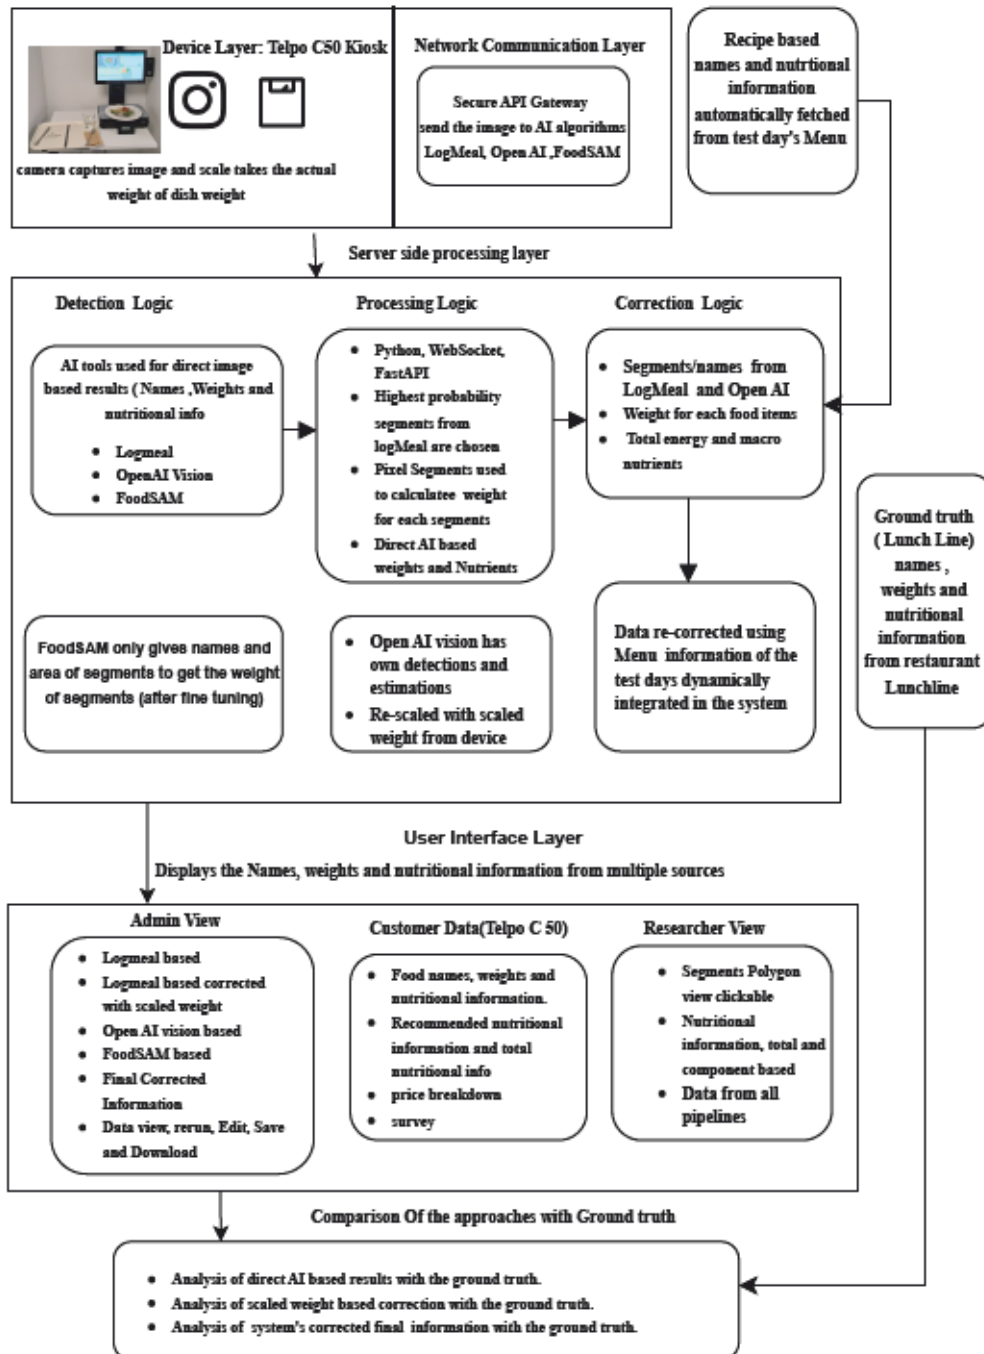 Device Layer: Telpo C50 Kiosk
camera captures image and scale takes the actual
weight of dish weight
Network Communication Layer
Secure API Gateway
send the image to AI algorithms
LogMeal, Open AI ,FoodSAM
Recipe based
names and nutrtional
information
automatically fetched
from test day's Menu
Server side processing layer
Detection Logic
AI tools used for direct image
based results ( Names ,Weights and
nutritional info
• Logmeal
• OpenAI Vision
• FoodSAM
FoodSAM only gives names and
area of segments to get the weight
of segments (after fine tuning)
Processing Logic
• Python, WebSocket,
FastAPI
• Highest probability
segments from
logMeal are chosen
• Pixel Segments used
to calculatee weight
for each segments
• Direct AI based
weights and Nutrients
• Open AI vision has
own detections and
estimations
• Re-scaled with scaled
weight from device
Correction Logic
• Segments/names from
LogMeal and Open AI
• Weight for each food items
• Total energy and macro
nutrients
Data re-corrected using
Menu information of the
test days dynamically
integrated in the system
Ground truth
( Lunch Line)
names ,
weights and
nutritional
information
from restaurant
Lunchline
User Interface Layer
Displays the Names, weights and nutritional information from multiple sources
Admin View
• Logmeal based
• Logmeal based corrected
with scaled weight
• Open AI vision based
• FoodSAM based
• Final Corrected
Information
• Data view, rerun, Edit, Save
and Download
Customer Data(Telpo C 50)
• Food names, weights and
nutritional information.
• Recommended nutritional
information and total
nutritional info
• price breakdown
• survey
Researcher View
• Segments Polygon
view clickable
• Nutritional
information, total and
component based
• Data from all
pipelines
Comparison Of the approaches with Ground truth
• Analysis of direct AI based results with the ground truth.
• Analysis of scaled weight based correction with the ground truth.
• Analysis of system's corrected final information with the ground truth.